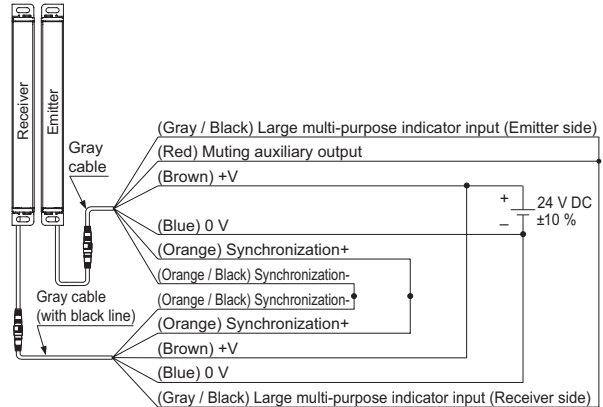 Receiver
Emitter
Gray
cable
(Gray / Black) Large multi-purpose indicator input (Emitter side)
(Red) Muting auxiliary output
(Brown) +V
+
24 V DC
±10 %
–
(Blue) 0 V
(Orange) Synchronization+
(Orange / Black) Synchronization-
Gray cable
(with black line)
(Orange / Black) Synchronization-
(Orange) Synchronization+
(Brown) +V
(Blue) 0 V
(Gray / Black) Large multi-purpose indicator input (Receiver side)